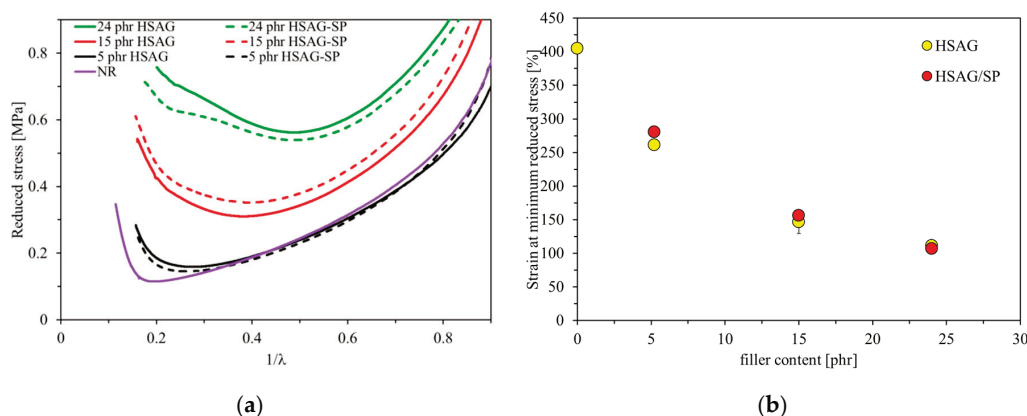 24 phr HSAG
24 phr HSAG-SP
15 phr HSAG
15 phr HSAG-SP
5 phr HSAG
5 phr HSAG-SP
NR
Reduced stress [MPa]
0.8
0.6
0.4
0.2
0
0
0.2
0.4
0.6
0.8
1/λ
(a)
HSAG
HSAG/SP
Strain at minimum reduced stress [%]
450
400
350
300
250
200
150
100
50
0
0
5
10
15
20
25
30
filler content [phr]
(b)